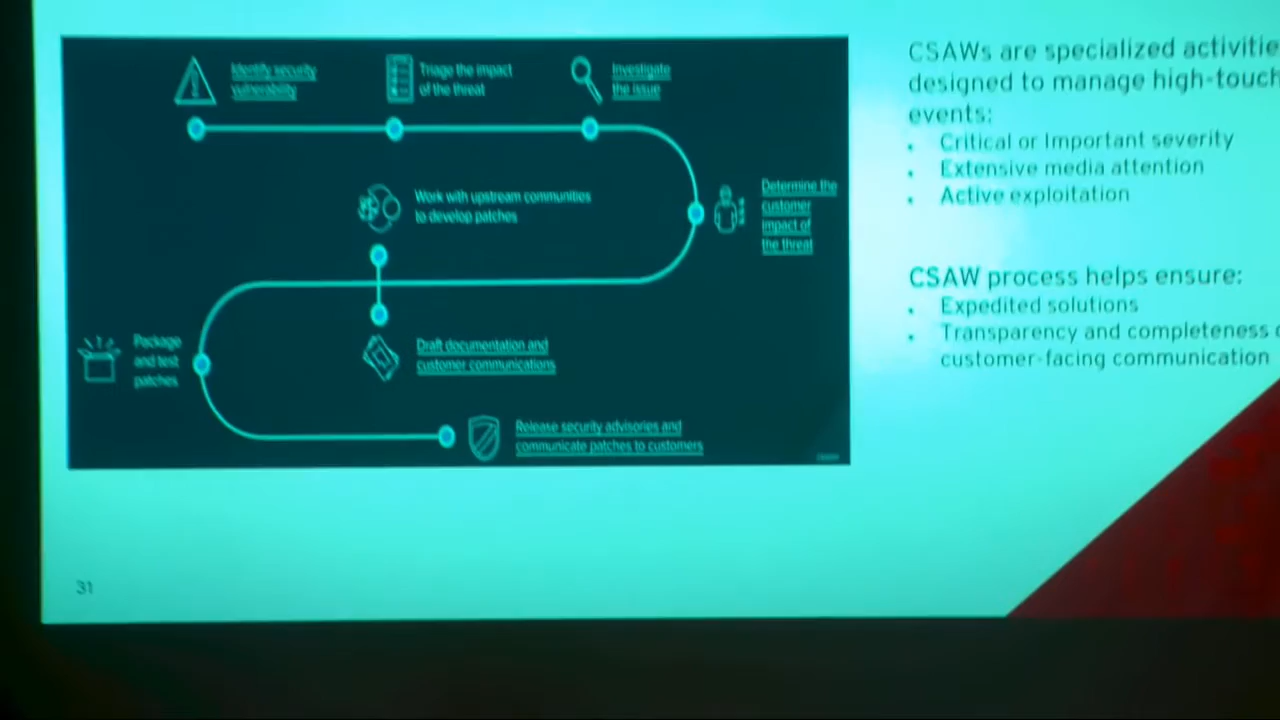 Identify security
vulnerability
Triage the impact
of the threat
Investigate
the issue
Determine the
customer
impact of
the threat
Work with upstream communities
to develop patches
Package
and test
patches
Draft documentation and
customer communications
Release security advisories and
communicate patches to customers
CSAWs are specialized activitie
designed to manage high-touch
events:
• Critical or Important severity
• Extensive media attention
• Active exploitation
CSAW process helps ensure:
• Expedited solutions
• Transparency and completeness
customer-facing communication
31